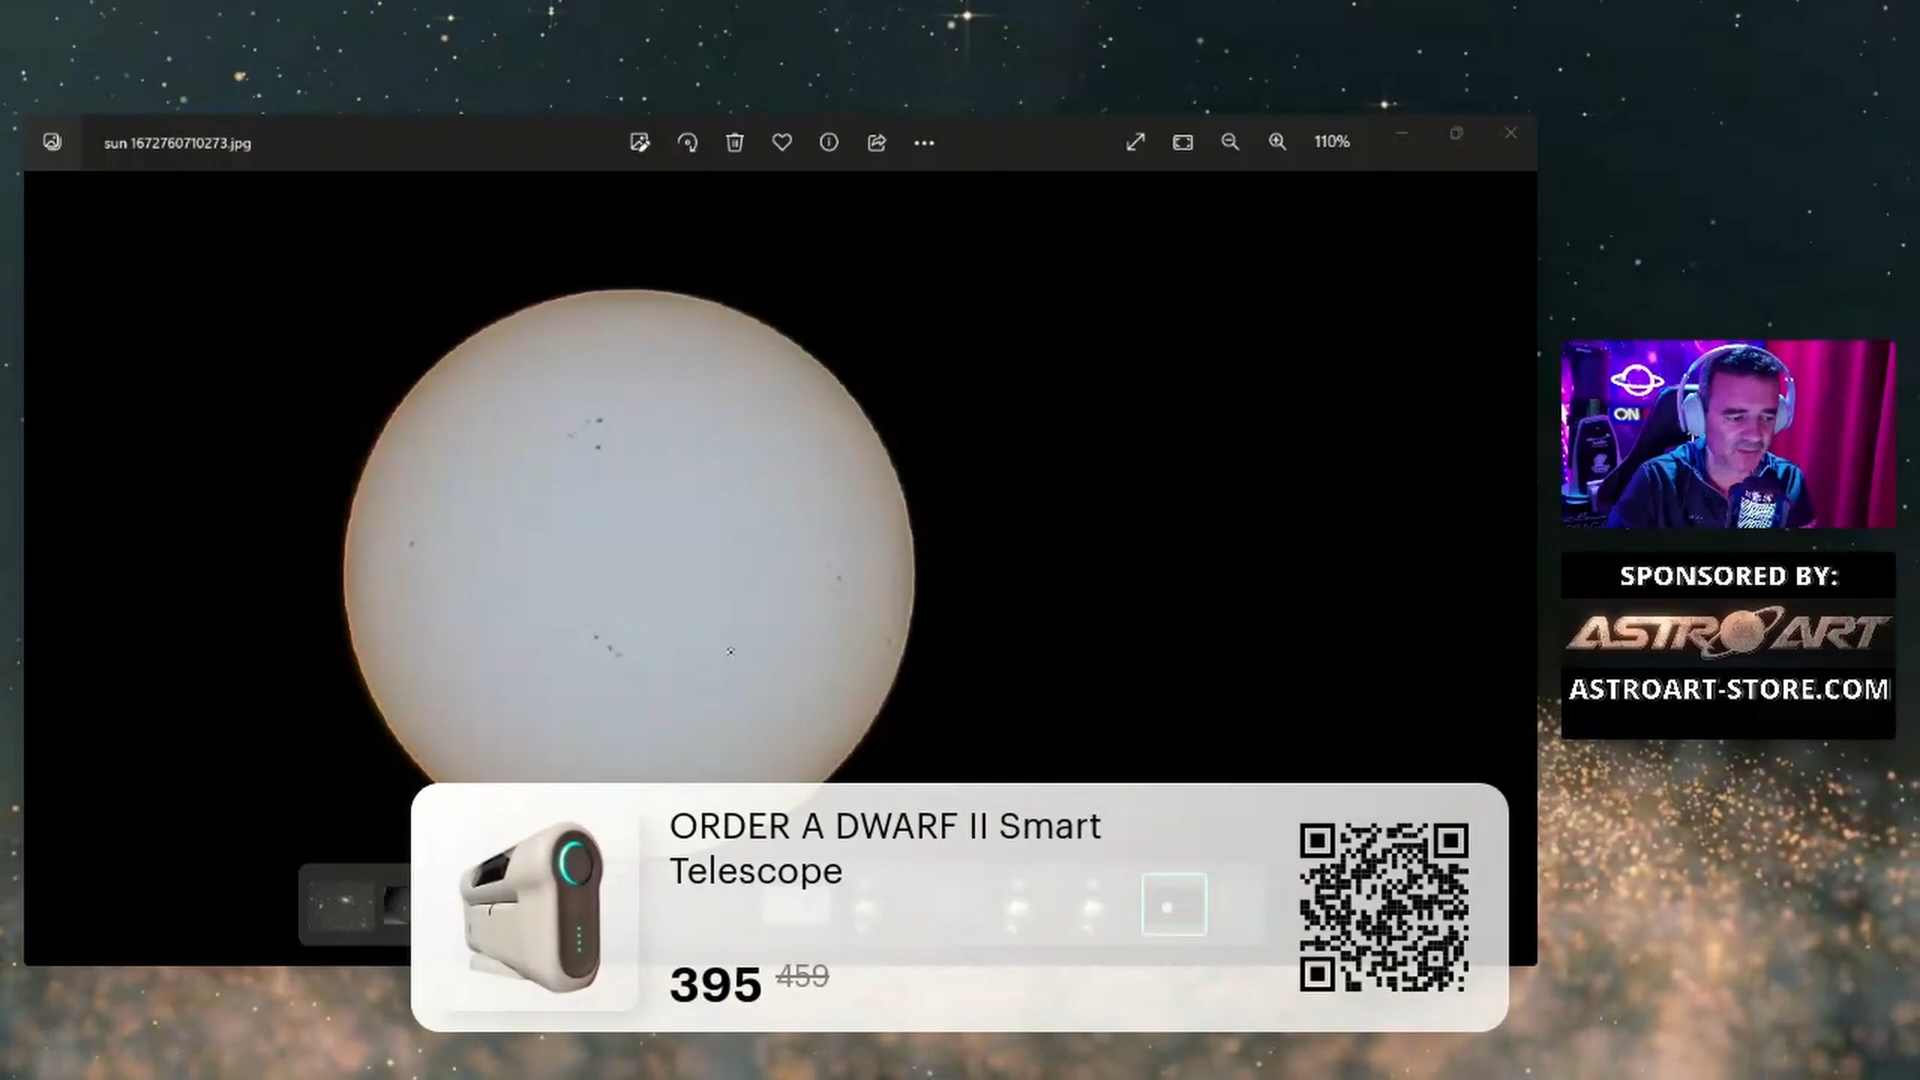 sun 1672760710273.jpg
110%
ON
SPONSORED BY:
ASTROART
ASTROART-STORE.COM
ORDER A DWARF II Smart
Telescope
395 459